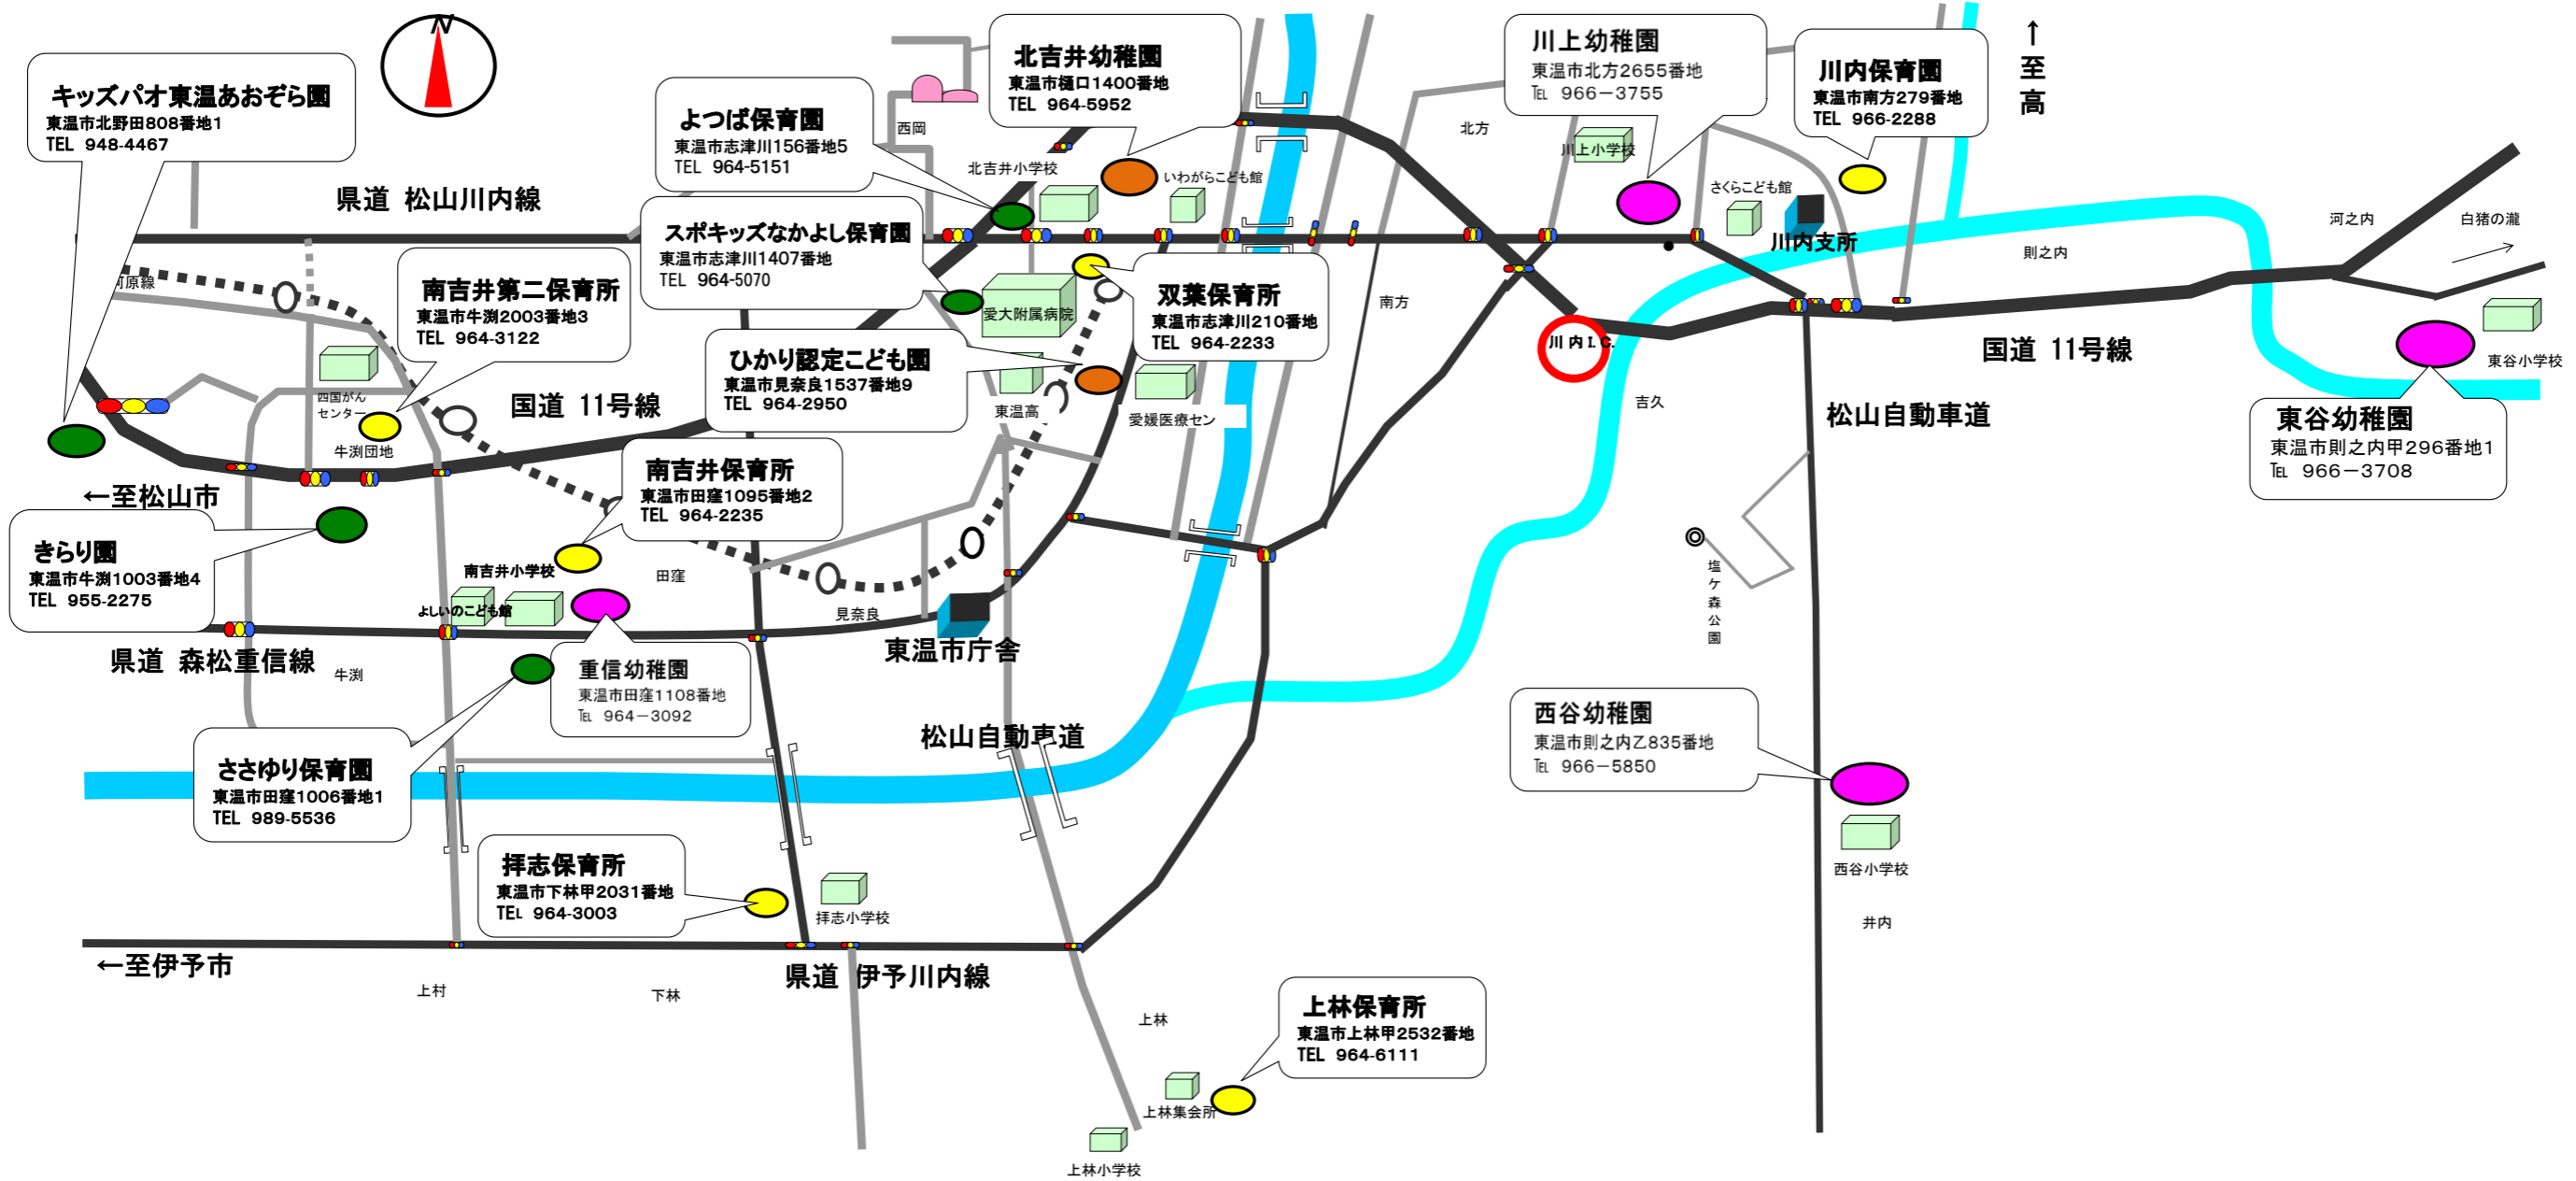 N
キッズパオ東温あおぞら園
東温市北野田808番地1
TEL 948-4467
県道 松山川内線
よつば保育園
東温市志津川156番地5
TEL 964-5151
西岡
北吉井幼稚園
東温市樋口1400番地
TEL 964-5952
北吉井小学校
いわがらこども館
川上幼稚園
東温市北方2655番地
℡ 966－3755
北方
川上小学校
川内保育園
東温市南方279番地
TEL 966-2288
さくらこども館
川内支所
↑至高
河之内
白猪の瀧
則之内
スポキッズなかよし保育園
東温市志津川1407番地
TEL 964-5070
南吉井第二保育所
東温市牛渕2003番地3
TEL 964-3122
河原線
四国がん
センター
牛渕団地
国道 11号線
愛大附属病院
双葉保育所
東温市志津川210番地
TEL 964-2233
南方
ひかり認定こども園
東温市見奈良1537番地9
TEL 964-2950
東温高
愛媛医療セン
川内I.C.
吉久
国道 11号線
東谷小学校
東谷幼稚園
東温市則之内甲296番地1
℡ 966－3708
松山自動車道
←至松山市
南吉井保育所
東温市田窪1095番地2
TEL 964-2235
きらり園
東温市牛渕1003番地4
TEL 955-2275
南吉井小学校
よしいのこども館
田窪
見奈良
東温市庁舎
塩ケ森公園
県道 森松重信線
牛渕
重信幼稚園
東温市田窪1108番地
℡ 964－3092
松山自動車道
西谷幼稚園
東温市則之内乙835番地
℡ 966－5850
西谷小学校
井内
ささゆり保育園
東温市田窪1006番地1
TEL 989-5536
拝志保育所
東温市下林甲2031番地
TEL 964-3003
拝志小学校
←至伊予市
県道 伊予川内線
上村
下林
上林
上林保育所
東温市上林甲2532番地
TEL 964-6111
上林集会所
上林小学校